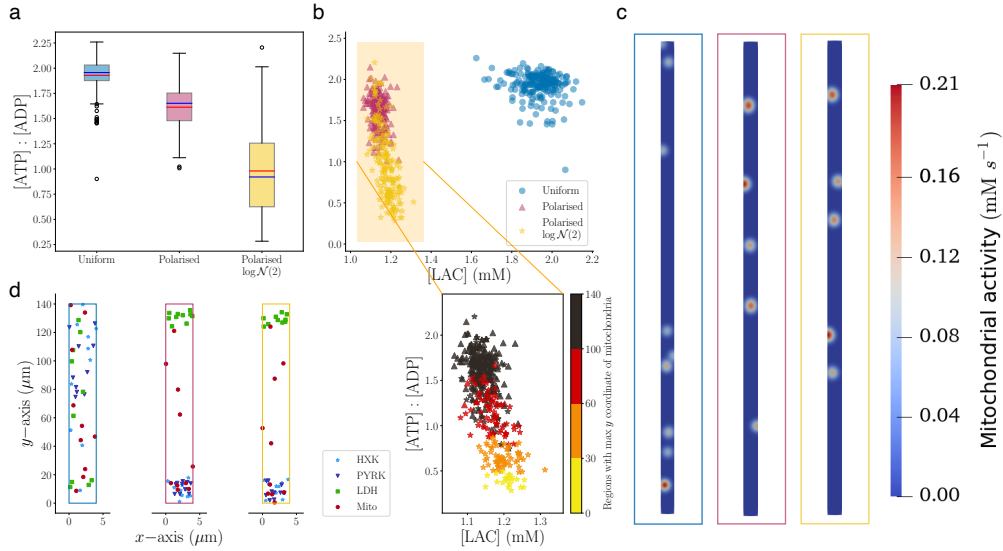 a
[ATP] : [ADP]
2.25
2.00
1.75
1.50
1.25
1.00
0.75
0.50
0.25
Uniform
Polarised
Polarised
log 𝒩(2)
b
2.5
2.0
1.5
1.0
0.5
0.0
1.0
1.2
1.4
1.6
1.8
2.0
2.2
[LAC] (mM)
Uniform
Polarised
Polarised
log 𝒩(2)
[ATP] : [ADP]
2.5
2.0
1.5
1.0
0.5
1.1
1.2
1.3
[LAC] (mM)
140
100
60
30
0
Regions with max y coordinate of mitochondria
c
0.21
0.16
0.12
0.08
0.04
0.00
Mitochondrial activity (mM s⁻¹)
d
y−axis (μm)
140
120
100
80
60
40
20
0
0
5
0
5
0
5
x−axis (μm)
HXK
PYRK
LDH
Mito